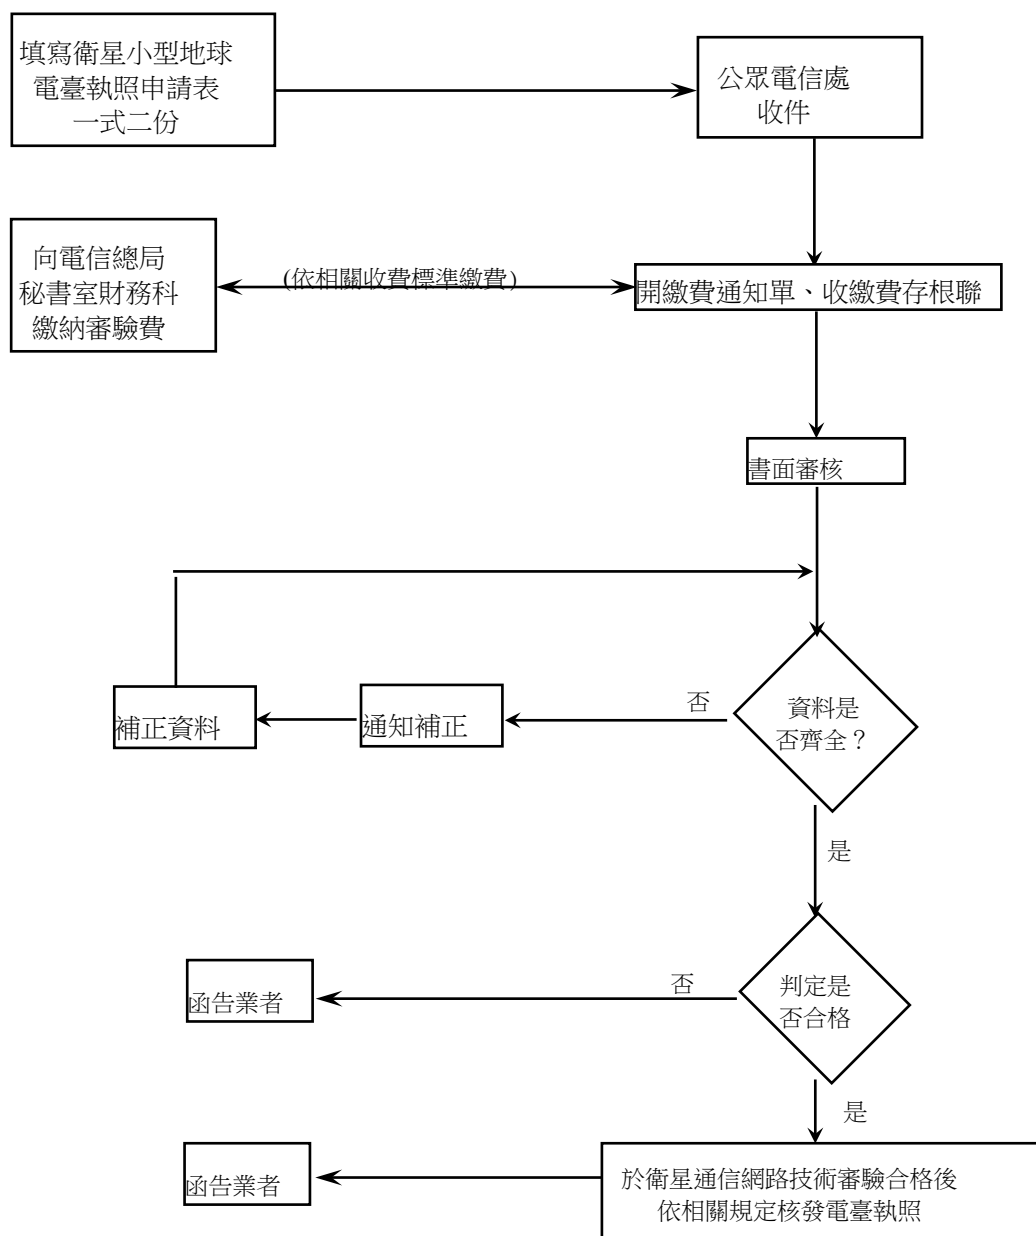 填寫衛星小型地球
電臺執照申請表
一式二份
公眾電信處
收件
向電信總局
秘書室財務科
繳納審驗費
(依相關收費標準繳費)
開繳費通知單、收繳費存根聯
書面審核
補正資料
通知補正
否
資料是
否齊全？
是
函告業者
否
判定是
否合格
是
函告業者
於衛星通信網路技術審驗合格後
依相關規定核發電臺執照